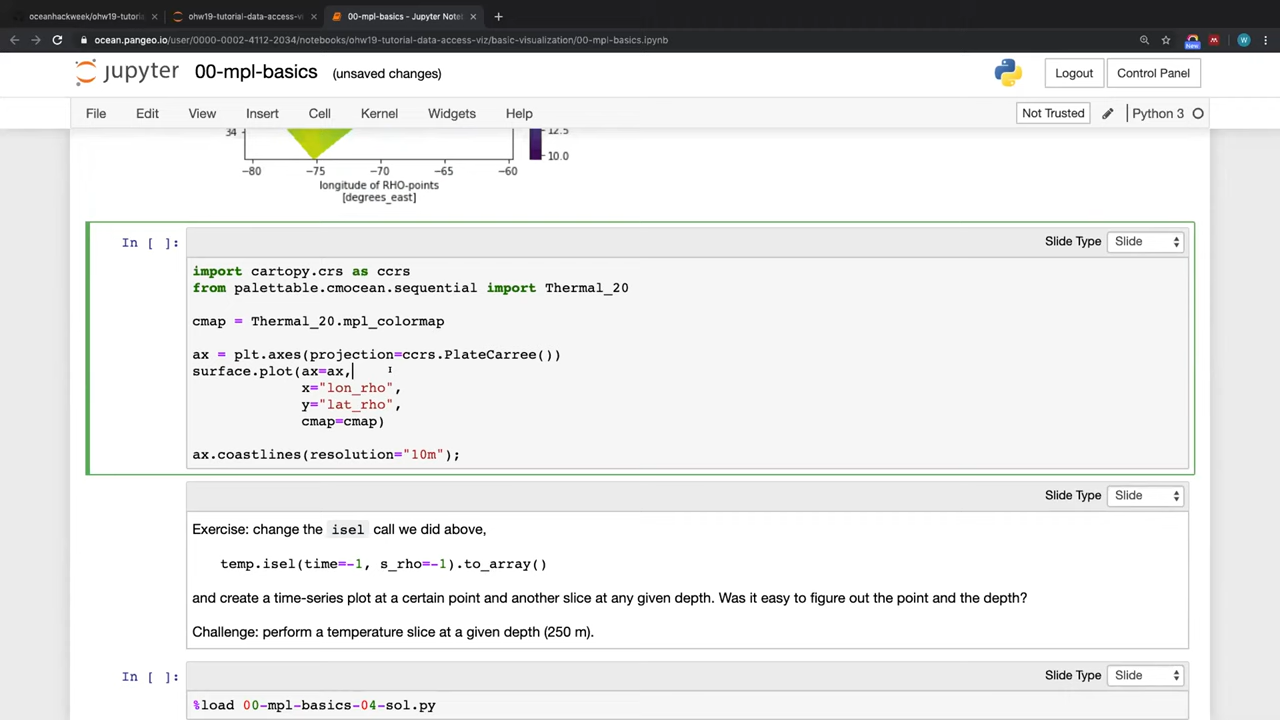 oceanhackweek/ohw19-tutori
ohw19-tutorial-data-access-vi
00-mpl-basics - Jupyter Note
ocean.pangeo.io/user/0000-0002-4112-2034/notebooks/ohw19-tutorial-data-access-viz/basic-visualization/00-mpl-basics.ipynb
New
W
jupyter 00-mpl-basics (unsaved changes)
Logout
Control Panel
File Edit View Insert Cell Kernel Widgets Help
Not Trusted
Python 3
34
12.5
10.0
−80 −75 −70 −65 −60
longitude of RHO-points
[degrees_east]
In [ ]:
Slide Type Slide
import cartopy.crs as ccrs
from palettable.cmocean.sequential import Thermal_20
cmap = Thermal_20.mpl_colormap
ax = plt.axes(projection=ccrs.PlateCarree())
surface.plot(ax=ax,
x="lon_rho",
y="lat_rho",
cmap=cmap)
ax.coastlines(resolution="10m");
Slide Type Slide
Exercise: change the isel call we did above,
temp.isel(time=-1, s_rho=-1).to_array()
and create a time-series plot at a certain point and another slice at any given depth. Was it easy to figure out the point and the depth?
Challenge: perform a temperature slice at a given depth (250 m).
In [ ]:
Slide Type Slide
%load 00-mpl-basics-04-sol.py